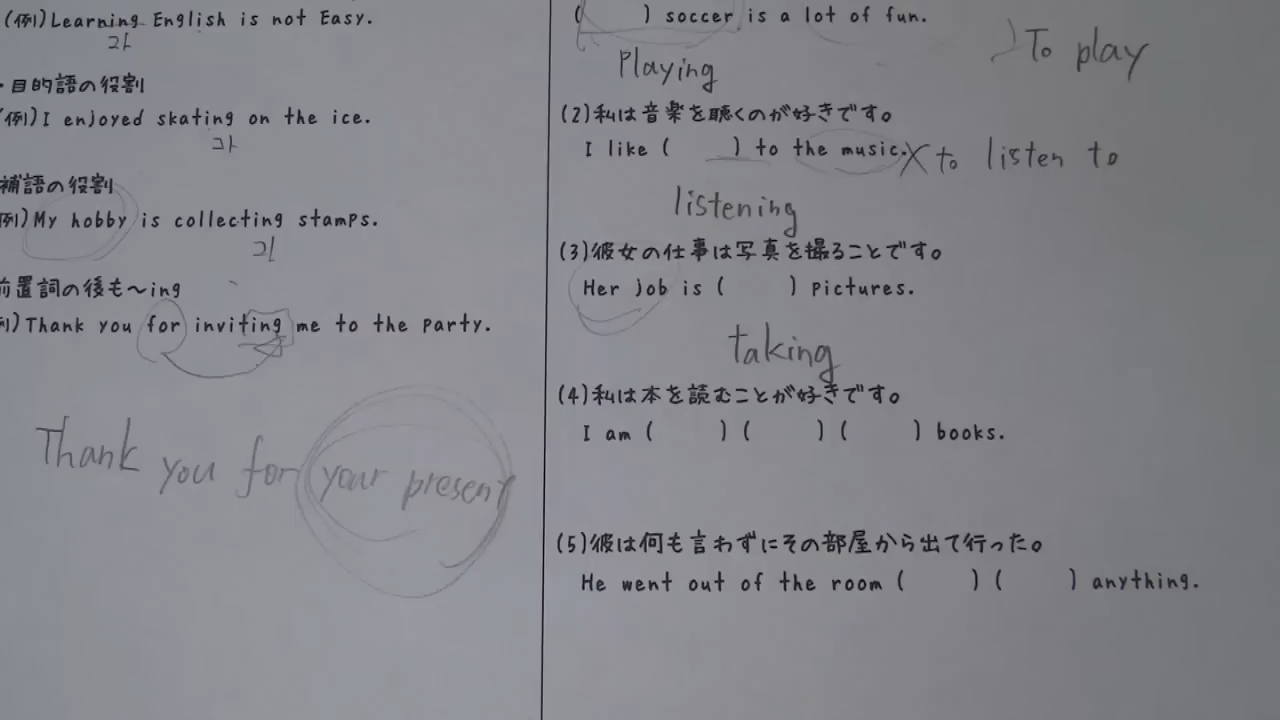 (例)Learning English is not Easy.
コト
・目的語の役割
(例)I enjoyed skating on the ice.
コト
補語の役割
例)My hobby is collecting stamps.
コト
前置詞の後も〜ing
例)Thank you for inviting me to the party.
Thank you for your present
( ) soccer is a lot of fun.
Playing
To play
(2)私は音楽を聴くのが好きです。
I like ( ) to the music.
to listen to
listening
(3)彼女の仕事は写真を撮ることです。
Her job is ( ) pictures.
taking
(4)私は本を読むことが好きです。
I am ( ) ( ) ( ) books.
(5)彼は何も言わずにその部屋から出て行った。
He went out of the room ( ) ( ) anything.